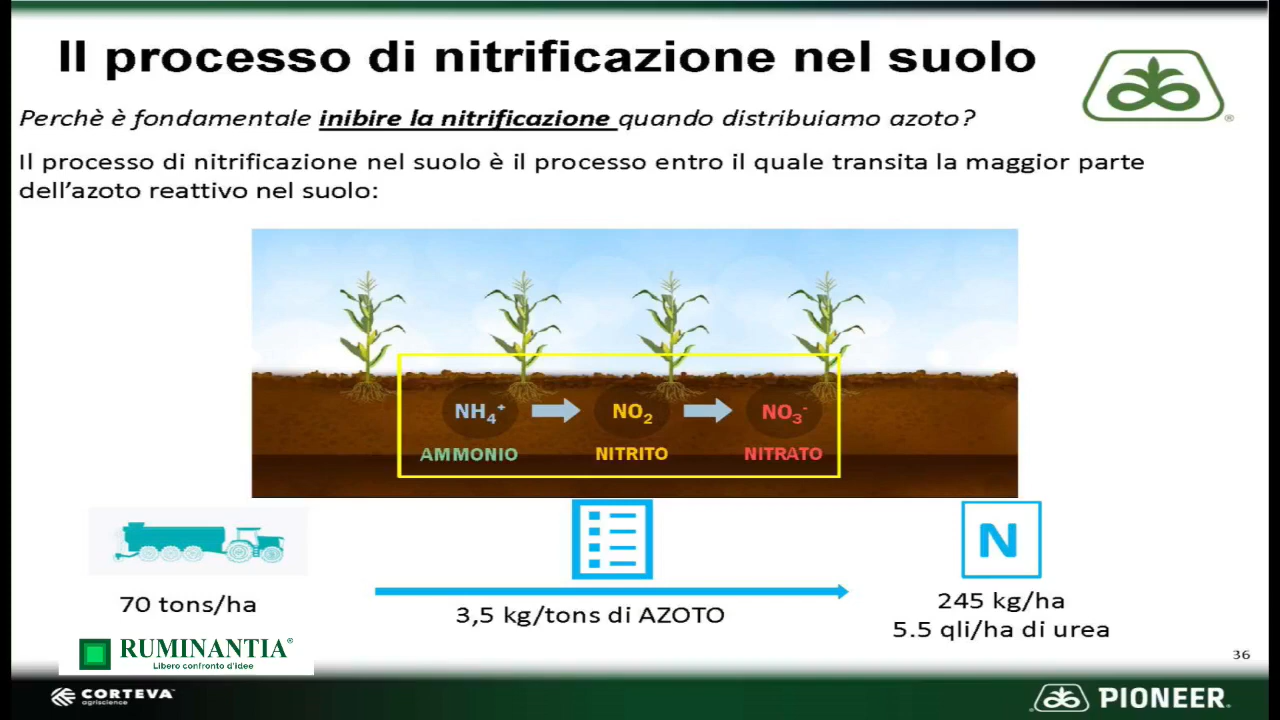 Il processo di nitrificazione nel suolo
Perchè è fondamentale inibire la nitrificazione quando distribuiamo azoto?
Il processo di nitrificazione nel suolo è il processo entro il quale transita la maggior parte
dell'azoto reattivo nel suolo:
NH4+ NO2 NO3-
AMMONIO NITRITO NITRATO
N
70 tons/ha
3,5 kg/tons di AZOTO
245 kg/ha
5.5 qli/ha di urea
RUMINANTIA®
Libero confronto d'idee
36
CORTEVA™
agriscience
PIONEER®